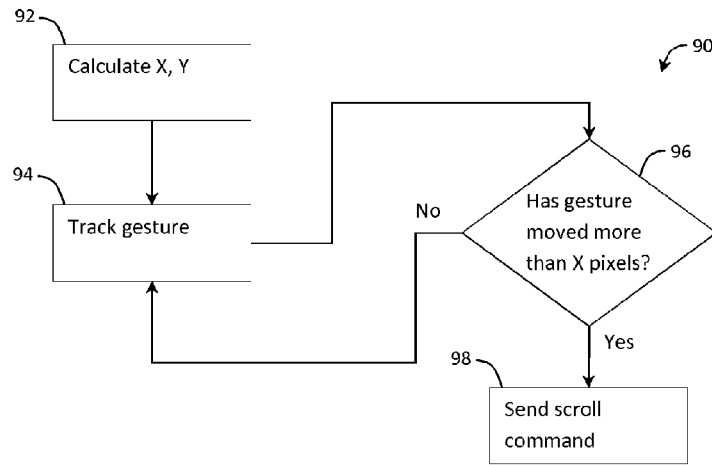 92
Calculate X, Y
90
94
Track gesture
96
Has gesture
moved more
than X pixels?
No
Yes
98
Send scroll
command